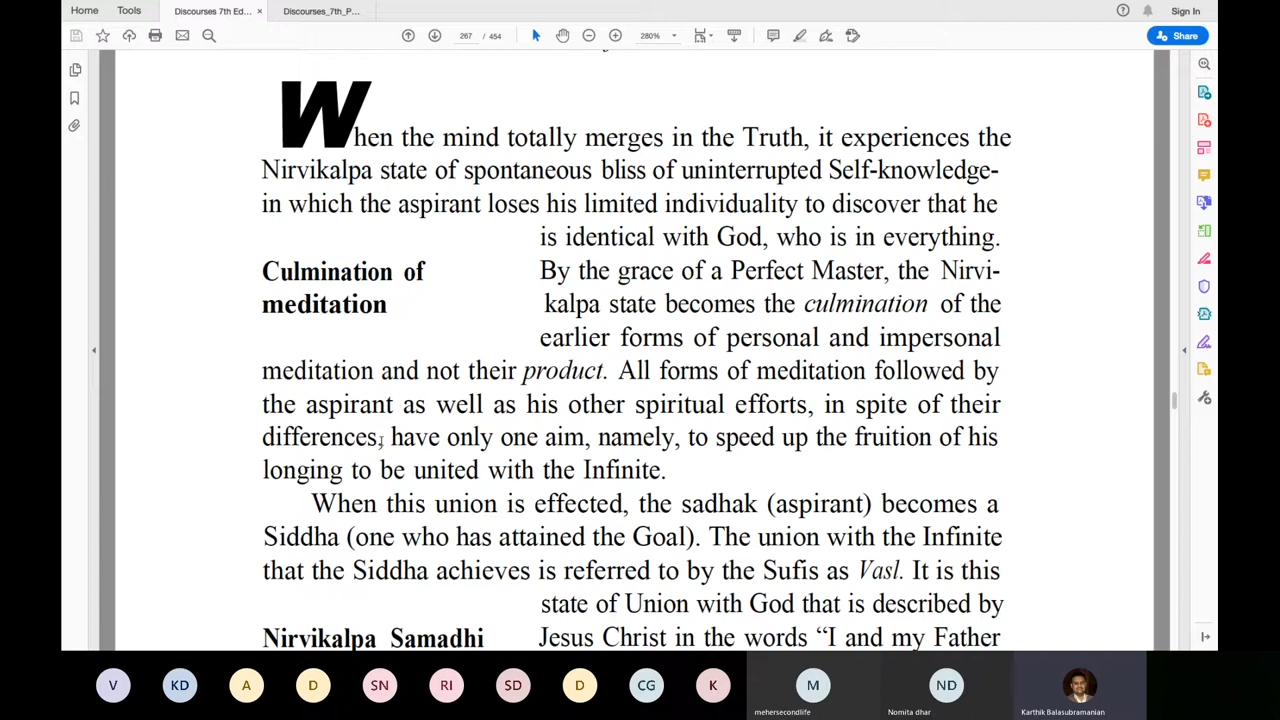 Home
Tools
Discourses 7th Ed...
×
Discourses_7th_P...
Sign In
267 / 454
280%
Share
When the mind totally merges in the Truth, it experiences the
Nirvikalpa state of spontaneous bliss of uninterrupted Self-knowledge-
in which the aspirant loses his limited individuality to discover that he
is identical with God, who is in everything.
Culmination of
meditation
By the grace of a Perfect Master, the Nirvi-
kalpa state becomes the culmination of the
earlier forms of personal and impersonal
meditation and not their product. All forms of meditation followed by
the aspirant as well as his other spiritual efforts, in spite of their
differences, have only one aim, namely, to speed up the fruition of his
longing to be united with the Infinite.
When this union is effected, the sadhak (aspirant) becomes a
Siddha (one who has attained the Goal). The union with the Infinite
that the Siddha achieves is referred to by the Sufis as Vasl. It is this
state of Union with God that is described by
Nirvikalpa Samadhi
Jesus Christ in the words “I and my Father
V
KD
A
D
SN
RI
SD
D
CG
K
M
mehersecondlife
ND
Nomita dhar
Karthik Balasubramanian